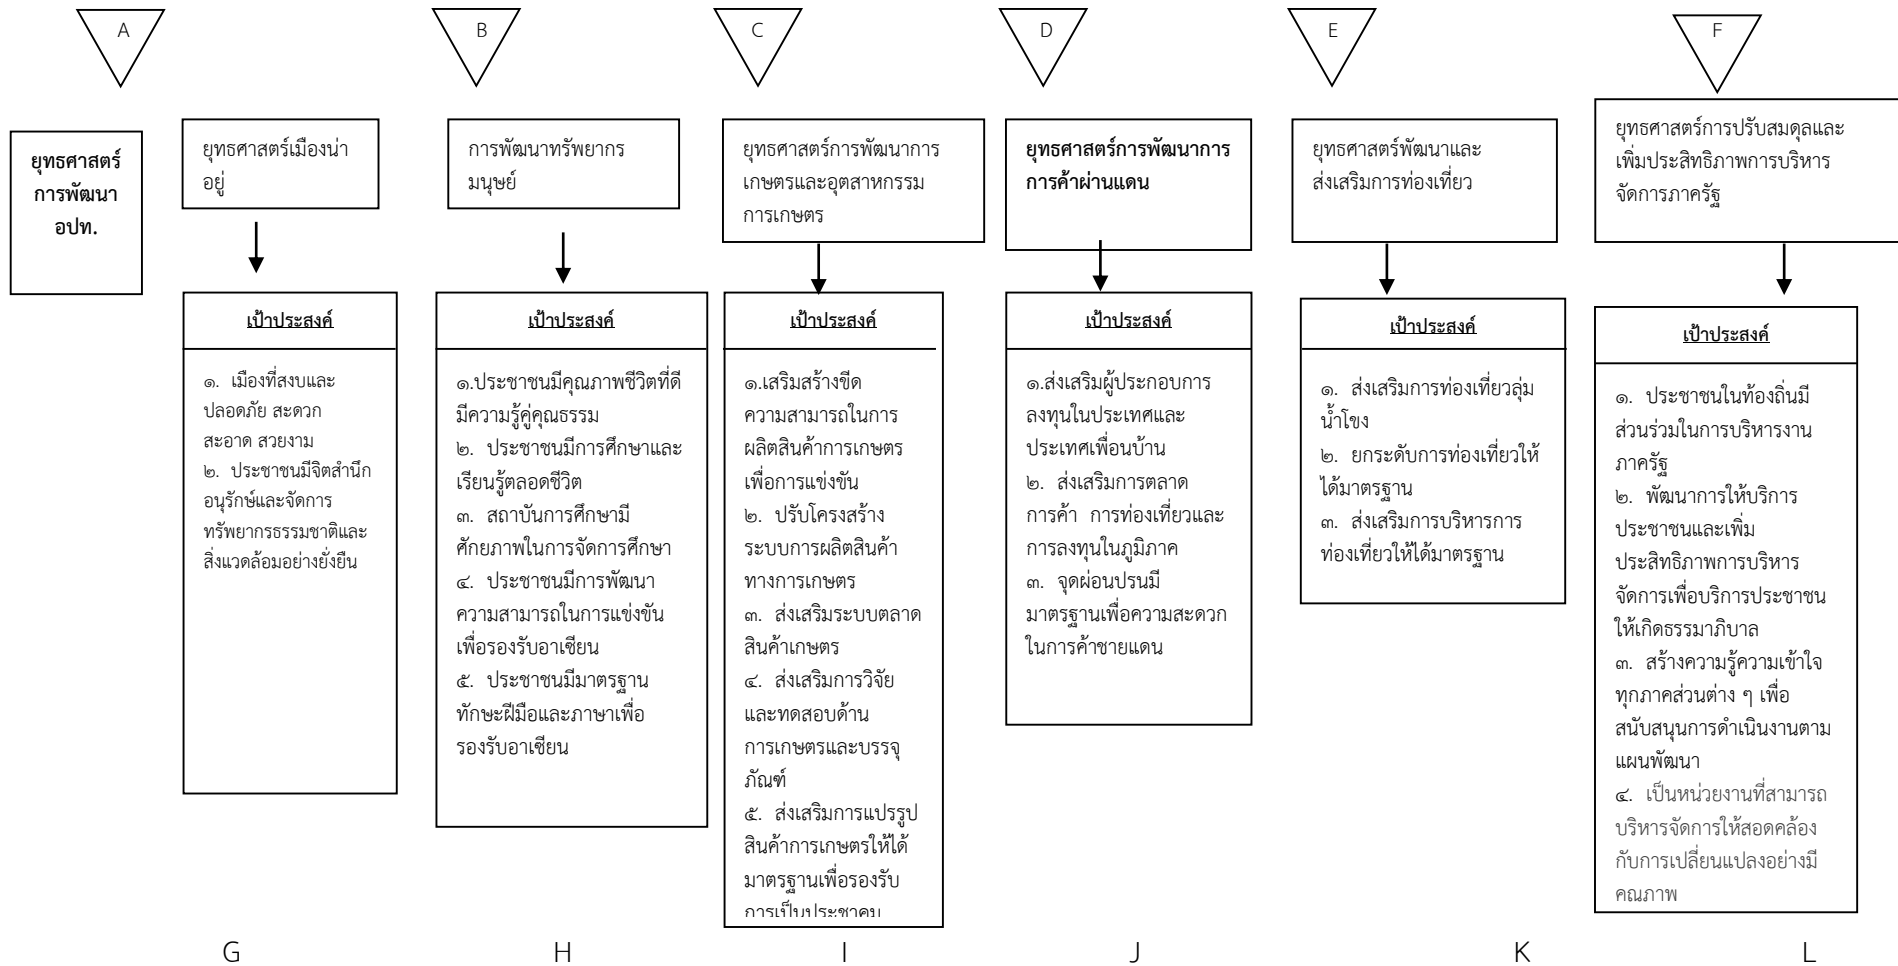 A
B
C
D
E
F
ยุทธศาสตร์
การพัฒนา
อปท.
ยุทธศาสตร์เมืองน่า
อยู่
การพัฒนาทรัพยากร
มนุษย์
ยุทธศาสตร์การพัฒนาการ
เกษตรและอุตสาหกรรม
การเกษตร
ยุทธศาสตร์การพัฒนาการ
การค้าผ่านแดน
ยุทธศาสตร์พัฒนาและ
ส่งเสริมการท่องเที่ยว
ยุทธศาสตร์การปรับสมดุลและ
เพิ่มประสิทธิภาพการบริหาร
จัดการภาครัฐ
เป้าประสงค์
๑. เมืองที่สงบและ
ปลอดภัย สะดวก
สะอาด สวยงาม
๒. ประชาชนมีจิตสำนึก
อนุรักษ์และจัดการ
ทรัพยากรธรรมชาติและ
สิ่งแวดล้อมอย่างยั่งยืน
เป้าประสงค์
๑.ประชาชนมีคุณภาพชีวิตที่ดี
มีความรู้คู่คุณธรรม
๒. ประชาชนมีการศึกษาและ
เรียนรู้ตลอดชีวิต
๓. สถาบันการศึกษามี
ศักยภาพในการจัดการศึกษา
๔. ประชาชนมีการพัฒนา
ความสามารถในการแข่งขัน
เพื่อรองรับอาเซียน
๕. ประชาชนมีมาตรฐาน
ทักษะฝีมือและภาษาเพื่อ
รองรับอาเซียน
เป้าประสงค์
๑.เสริมสร้างขีด
ความสามารถในการ
ผลิตสินค้าการเกษตร
เพื่อการแข่งขัน
๒. ปรับโครงสร้าง
ระบบการผลิตสินค้า
ทางการเกษตร
๓. ส่งเสริมระบบตลาด
สินค้าเกษตร
๔. ส่งเสริมการวิจัย
และทดสอบด้าน
การเกษตรและบรรจุ
ภัณฑ์
๕. ส่งเสริมการแปรรูป
สินค้าการเกษตรให้ได้
มาตรฐานเพื่อรองรับ
การเป็นประชาคม
เป้าประสงค์
๑.ส่งเสริมผู้ประกอบการ
ลงทุนในประเทศและ
ประเทศเพื่อนบ้าน
๒. ส่งเสริมการตลาด
การค้า การท่องเที่ยวและ
การลงทุนในภูมิภาค
๓. จุดผ่อนปรนมี
มาตรฐานเพื่อความสะดวก
ในการค้าชายแดน
เป้าประสงค์
๑. ส่งเสริมการท่องเที่ยวลุ่ม
น้ำโขง
๒. ยกระดับการท่องเที่ยวให้
ได้มาตรฐาน
๓. ส่งเสริมการบริหารการ
ท่องเที่ยวให้ได้มาตรฐาน
เป้าประสงค์
๑. ประชาชนในท้องถิ่นมี
ส่วนร่วมในการบริหารงาน
ภาครัฐ
๒. พัฒนาการให้บริการ
ประชาชนและเพิ่ม
ประสิทธิภาพการบริหาร
จัดการเพื่อบริการประชาชน
ให้เกิดธรรมาภิบาล
๓. สร้างความรู้ความเข้าใจ
ทุกภาคส่วนต่าง ๆ เพื่อ
สนับสนุนการดำเนินงานตาม
แผนพัฒนา
๔. เป็นหน่วยงานที่สามารถ
บริหารจัดการให้สอดคล้อง
กับการเปลี่ยนแปลงอย่างมี
คุณภาพ
G
H
I
J
K
L